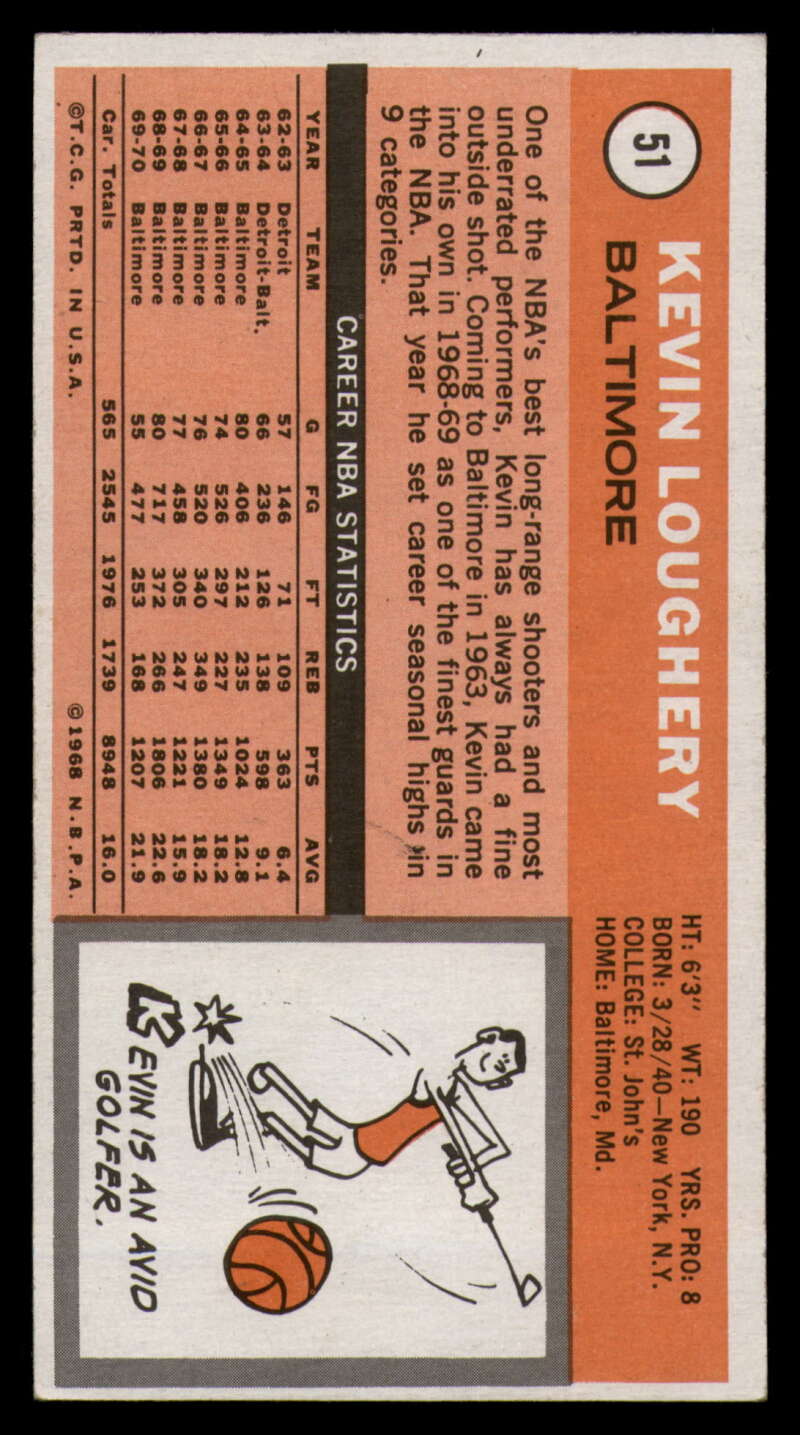 51
KEVIN LOUGHERY
BALTIMORE
HT: 6'3" WT: 190 YRS. PRO: 8
BORN: 3/28/40—New York, N.Y.
COLLEGE: St. John's
HOME: Baltimore, Md.
One of the NBA's best long-range shooters and most
underrated performers, Kevin has always had a fine
outside shot. Coming to Baltimore in 1963, Kevin came
into his own in 1968-69 as one of the finest guards in
the NBA. That year he set career seasonal highs in
9 categories.
CAREER NBA STATISTICS
YEAR TEAM G FG FT REB PTS AVG
62-63 Detroit 57 146 71 109 363 6.4
63-64 Detroit-Balt. 66 236 126 138 598 9.1
64-65 Baltimore 80 406 212 235 1024 12.8
65-66 Baltimore 74 526 297 227 1349 18.2
66-67 Baltimore 76 520 340 349 1380 18.2
67-68 Baltimore 77 458 305 247 1221 15.9
68-69 Baltimore 80 717 372 266 1806 22.6
69-70 Baltimore 55 477 253 168 1207 21.9
Car. Totals 565 2545 1976 1739 8948 16.0
©T.C.G. PRTD. IN U.S.A. ©1968 N.B.P.A.
KEVIN IS AN AVID
GOLFER.